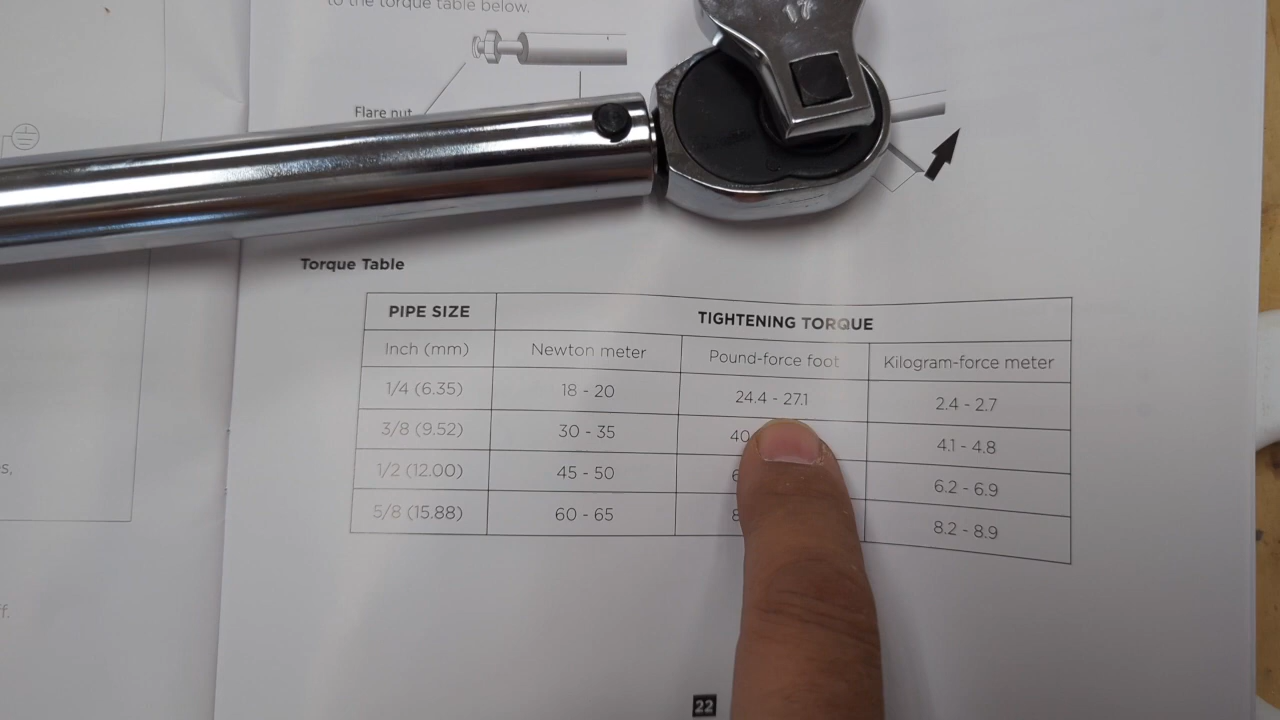 to the torque table below.
17
Flare nut
Torque Table
PIPE SIZE TIGHTENING TORQUE
Inch (mm) Newton meter Pound-force foot Kilogram-force meter
1/4 (6.35) 18 - 20 24.4 - 27.1 2.4 - 2.7
3/8 (9.52) 30 - 35 40 4.1 - 4.8
1/2 (12.00) 45 - 50 6.2 - 6.9
5/8 (15.88) 60 - 65 8.2 - 8.9
22